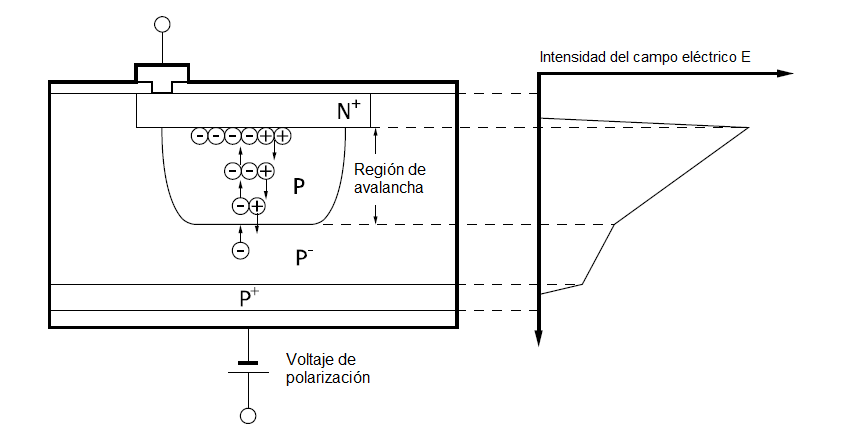 Intensidad del campo eléctrico E
N+
- - - - + +
Región de
avalancha
- - +
P
- +
-
P-
P+
Voltaje de
polarización